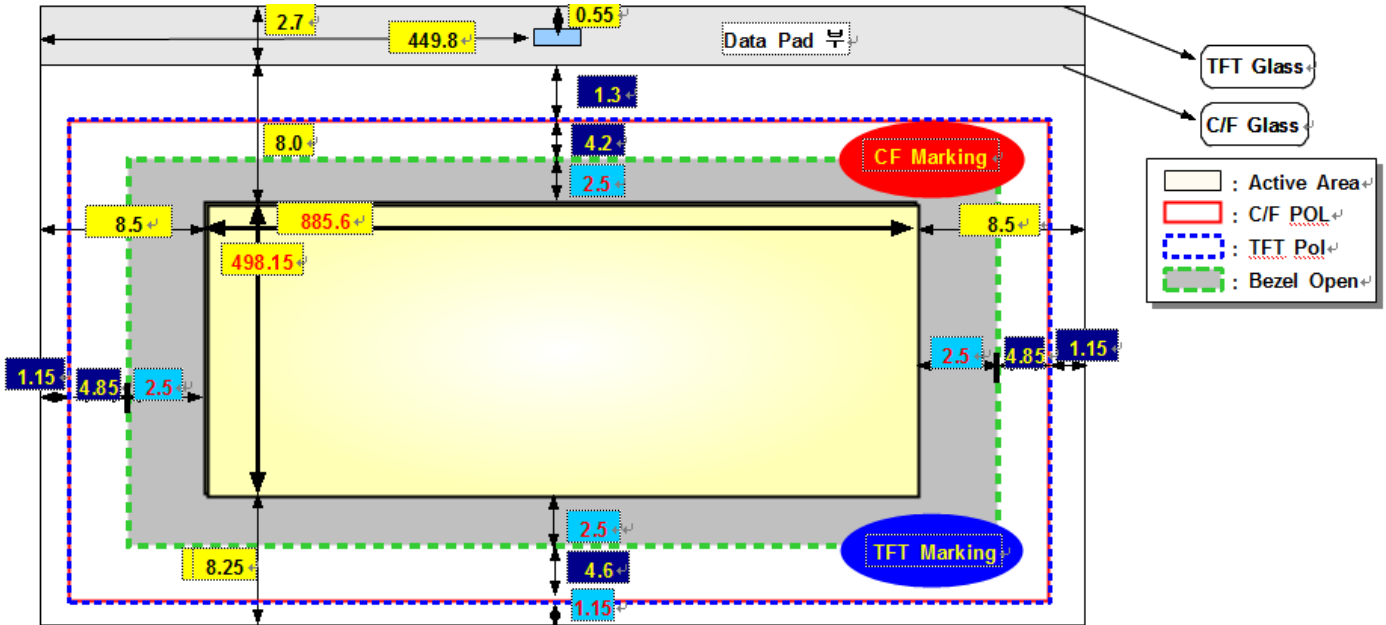 2.7
0.55
449.8
Data Pad 부
TFT Glass
1.3
C/F Glass
8.0
4.2
CF Marking
2.5
: Active Area
8.5
885.6
8.5
: C/F POL
498.15
: TFT Pol
: Bezel Open
1.15
4.85
2.5
2.5
4.85
1.15
2.5
TFT Marking
8.25
4.6
1.15